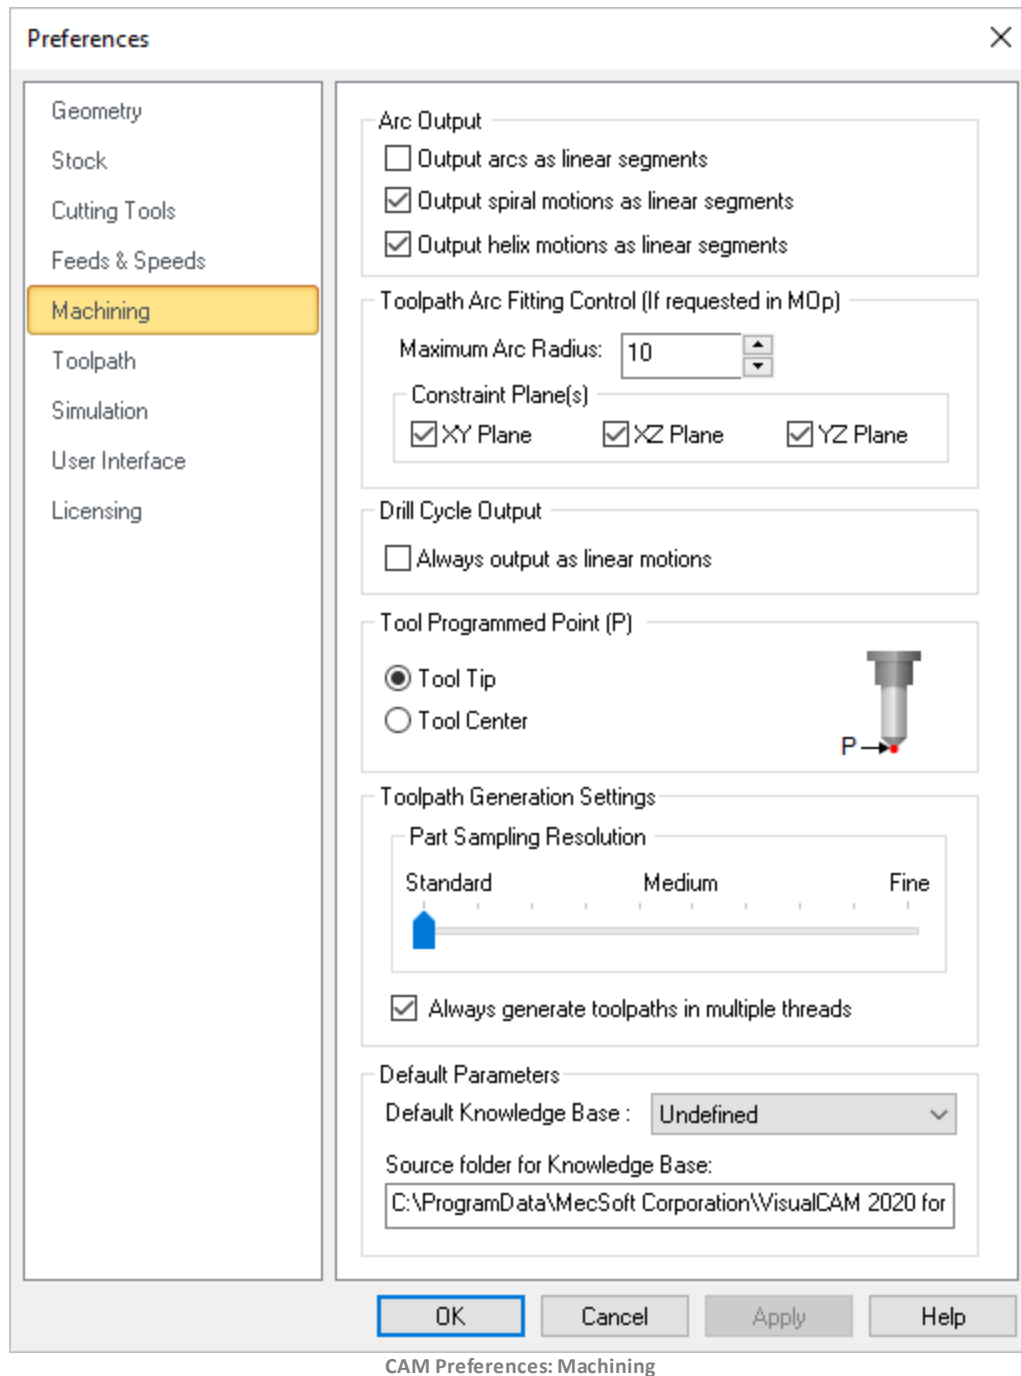 Preferences
Geometry
Stock
Cutting Tools
Feeds & Speeds
Machining
Toolpath
Simulation
User Interface
Licensing
Arc Output
Output arcs as linear segments
Output spiral motions as linear segments
Output helix motions as linear segments
Toolpath Arc Fitting Control (If requested in MOp)
Maximum Arc Radius: 10
Constraint Plane(s)
XY Plane XZ Plane YZ Plane
Drill Cycle Output
Always output as linear motions
Tool Programmed Point (P)
Tool Tip
Tool Center
P
Toolpath Generation Settings
Part Sampling Resolution
Standard Medium Fine
Always generate toolpaths in multiple threads
Default Parameters
Default Knowledge Base : Undefined
Source folder for Knowledge Base:
C:\ProgramData\MecSoft Corporation\VisualCAM 2020 for
OK Cancel Apply Help
CAM Preferences: Machining